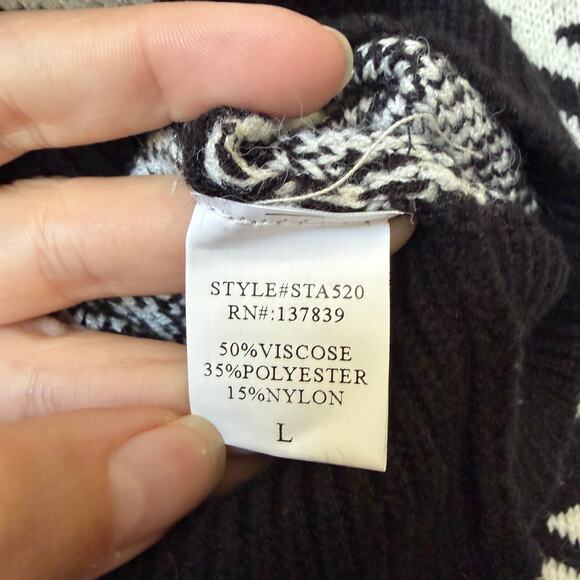 STYLE#STA520
RN#:137839
50%VISCOSE
35%POLYESTER
15%NYLON
L